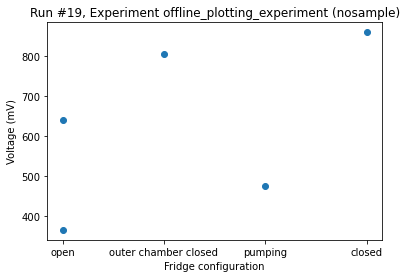 Run #19, Experiment offline_plotting_experiment (nosample)
Voltage (mV)
800
700
600
500
400
open
outer chamber closed
pumping
closed
Fridge configuration